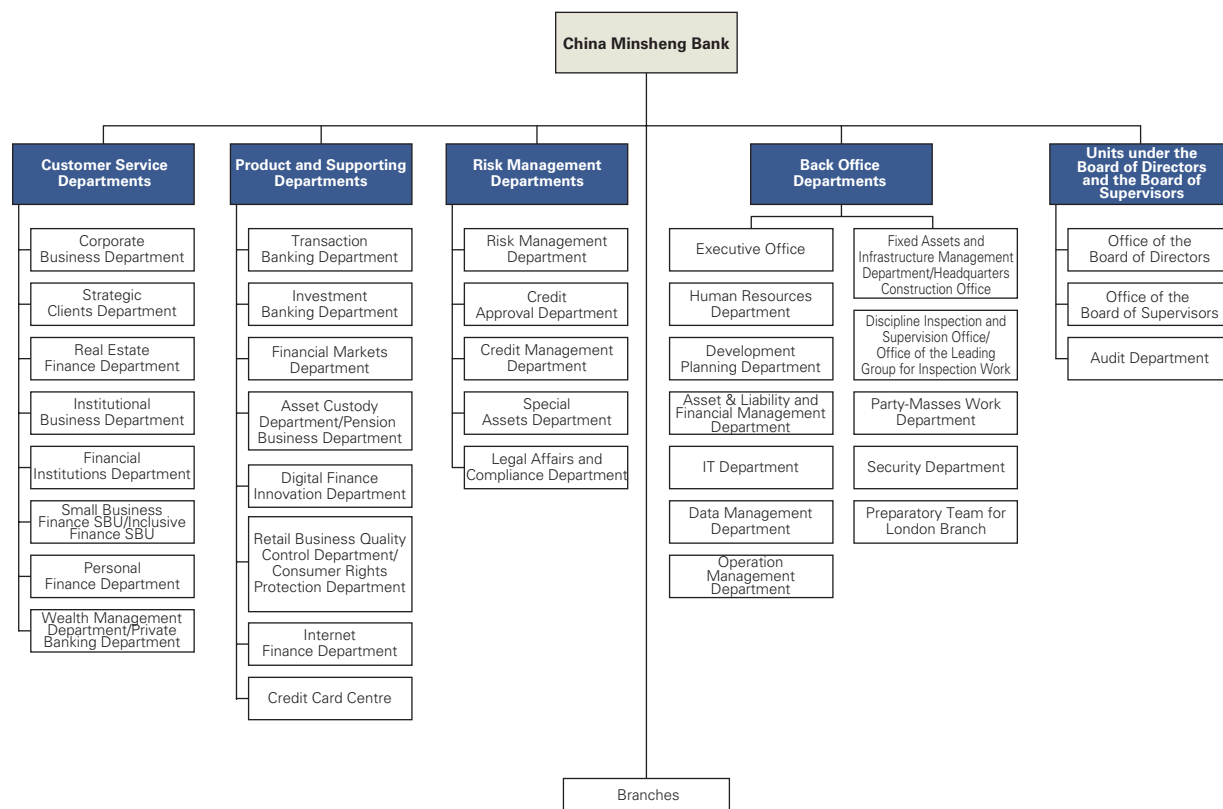 China Minsheng Bank
Customer Service
Departments
Corporate
Business Department
Strategic
Clients Department
Real Estate
Finance Department
Institutional
Business Department
Financial
Institutions Department
Small Business
Finance SBU/Inclusive
Finance SBU
Personal
Finance Department
Wealth Management
Department/Private
Banking Department
Product and Supporting
Departments
Transaction
Banking Department
Investment
Banking Department
Financial Markets
Department
Asset Custody
Department/Pension
Business Department
Digital Finance
Innovation Department
Retail Business Quality
Control Department/
Consumer Rights
Protection Department
Internet
Finance Department
Credit Card Centre
Risk Management
Departments
Risk Management
Department
Credit
Approval Department
Credit Management
Department
Special
Assets Department
Legal Affairs and
Compliance Department
Back Office
Departments
Executive Office
Human Resources
Department
Development
Planning Department
Asset & Liability and
Financial Management
Department
IT Department
Data Management
Department
Operation
Management
Department
Fixed Assets and
Infrastructure Management
Department/Headquarters
Construction Office
Discipline Inspection and
Supervision Office/
Office of the Leading
Group for Inspection Work
Party-Masses Work
Department
Security Department
Preparatory Team for
London Branch
Units under the
Board of Directors
and the Board of
Supervisors
Office of the
Board of Directors
Office of the
Board of Supervisors
Audit Department
Branches